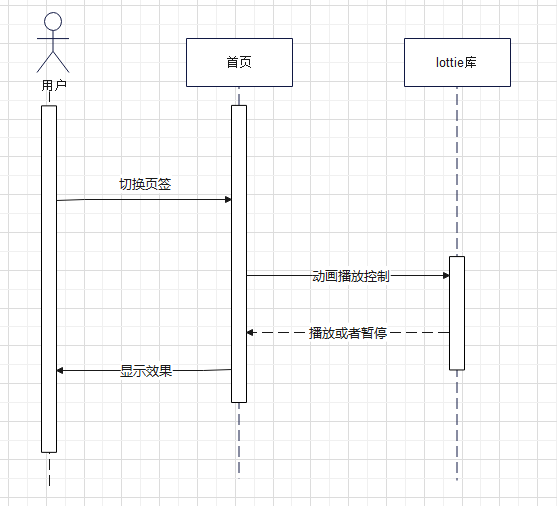 用户
首页
lottie库
切换页签
动画播放控制
播放或者暂停
显示效果